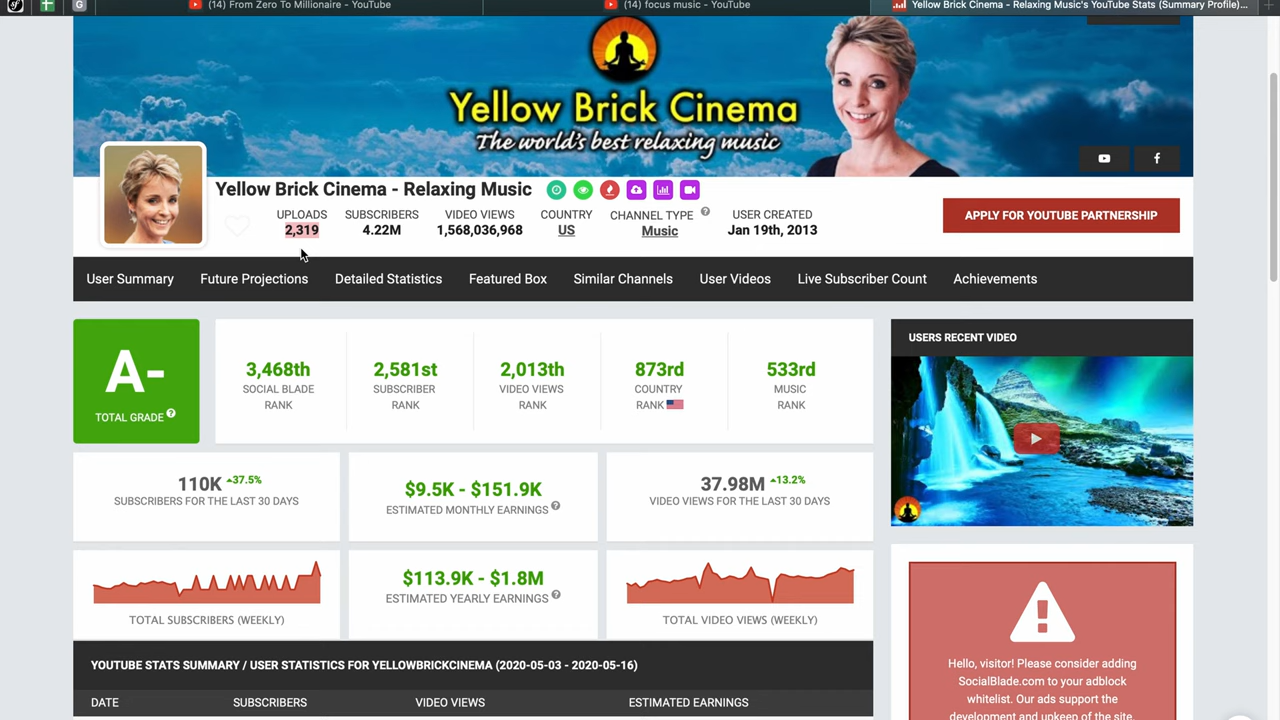 (14) From Zero To Millionaire - YouTube
(14) focus music - YouTube
Yellow Brick Cinema - Relaxing Music's YouTube Stats (Summary Profile)...
G
Yellow Brick Cinema
The world's best relaxing music
Yellow Brick Cinema - Relaxing Music
UPLOADS SUBSCRIBERS VIDEO VIEWS COUNTRY CHANNEL TYPE USER CREATED
2,319 4.22M 1,568,036,968 US Music Jan 19th, 2013
APPLY FOR YOUTUBE PARTNERSHIP
User Summary Future Projections Detailed Statistics Featured Box Similar Channels User Videos Live Subscriber Count Achievements
A-
TOTAL GRADE
3,468th
SOCIAL BLADE
RANK
2,581st
SUBSCRIBER
RANK
2,013th
VIDEO VIEWS
RANK
873rd
COUNTRY
RANK
533rd
MUSIC
RANK
USERS RECENT VIDEO
110K 37.5%
SUBSCRIBERS FOR THE LAST 30 DAYS
$9.5K - $151.9K
ESTIMATED MONTHLY EARNINGS
37.98M 13.2%
VIDEO VIEWS FOR THE LAST 30 DAYS
TOTAL SUBSCRIBERS (WEEKLY)
$113.9K - $1.8M
ESTIMATED YEARLY EARNINGS
TOTAL VIDEO VIEWS (WEEKLY)
YOUTUBE STATS SUMMARY / USER STATISTICS FOR YELLOWBRICKCINEMA (2020-05-03 - 2020-05-16)
DATE SUBSCRIBERS VIDEO VIEWS ESTIMATED EARNINGS
Hello, visitor! Please consider adding
SocialBlade.com to your adblock
whitelist. Our ads support the
development and upkeep of the site.